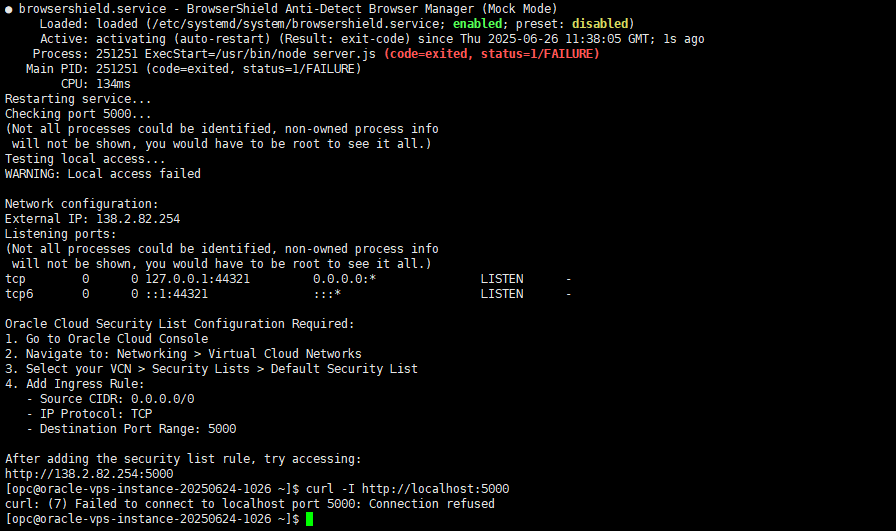 ● browsershield.service - BrowserShield Anti-Detect Browser Manager (Mock Mode)
Loaded: loaded (/etc/systemd/system/browsershield.service; enabled; preset: disabled)
Active: activating (auto-restart) (Result: exit-code) since Thu 2025-06-26 11:38:05 GMT; 1s ago
Process: 251251 ExecStart=/usr/bin/node server.js (code=exited, status=1/FAILURE)
Main PID: 251251 (code=exited, status=1/FAILURE)
CPU: 134ms
Restarting service...
Checking port 5000...
(Not all processes could be identified, non-owned process info
will not be shown, you would have to be root to see it all.)
Testing local access...
WARNING: Local access failed

Network configuration:
External IP: 138.2.82.254
Listening ports:
(Not all processes could be identified, non-owned process info
will not be shown, you would have to be root to see it all.)
tcp 0 0 127.0.0.1:44321 0.0.0.0:* LISTEN -
tcp6 0 0 ::1:44321 :::* LISTEN -

Oracle Cloud Security List Configuration Required:
1. Go to Oracle Cloud Console
2. Navigate to: Networking > Virtual Cloud Networks
3. Select your VCN > Security Lists > Default Security List
4. Add Ingress Rule:
- Source CIDR: 0.0.0.0/0
- IP Protocol: TCP
- Destination Port Range: 5000

After adding the security list rule, try accessing:
http://138.2.82.254:5000
[opc@oracle-vps-instance-20250624-1026 ~]$ curl -I http://localhost:5000
curl: (7) Failed to connect to localhost port 5000: Connection refused
[opc@oracle-vps-instance-20250624-1026 ~]$